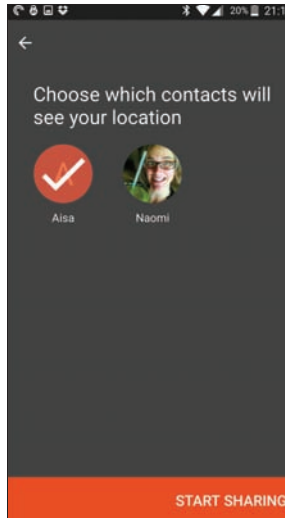 20% 21:1
Choose which contacts will
see your location
Aisa
Naomi
START SHARING